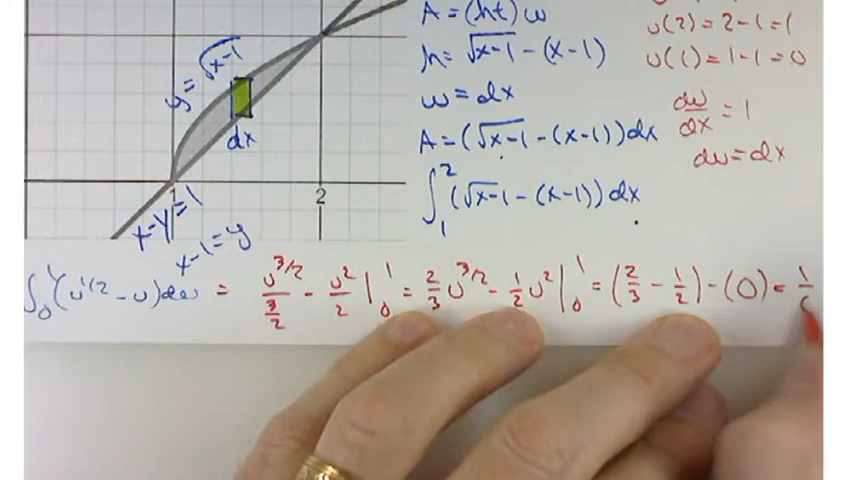 y = √x-1
dx
1
2
x-y=1
x-1=y
A = (ht) w
h = √x-1 - (x-1)
w = dx
A = (√x-1 - (x-1))dx
∫₁² (√x-1 - (x-1))dx
u(2) = 2-1 = 1
u(1) = 1-1 = 0
du/dx = 1
du = dx
∫₀¹ (u^1/2 - u)du = u^3/2 / 3/2 - u²/2 |₀¹ = 2/3 u^3/2 - 1/2 u² |₀¹ = (2/3 - 1/2) - (0) = 1/